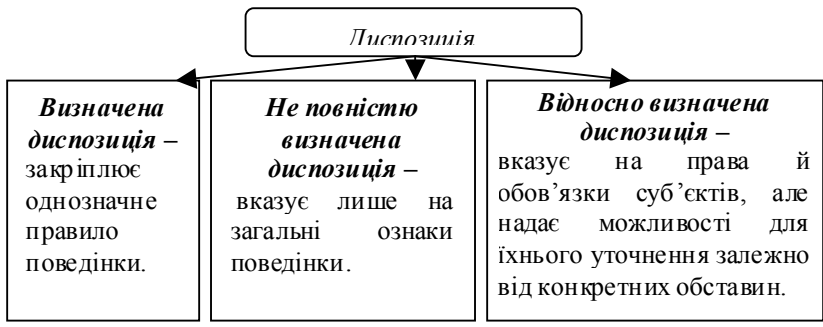 Диспозиція
Визначена
диспозиція –
закріплює
однозначне
правило
поведінки.
Не повністю
визначена
диспозиція –
вказує лише на
загальні ознаки
поведінки.
Відносно визначена
диспозиція –
вказує на права й
обов’язки суб’єктів, але
надає можливості для
їхнього уточнення залежно
від конкретних обставин.